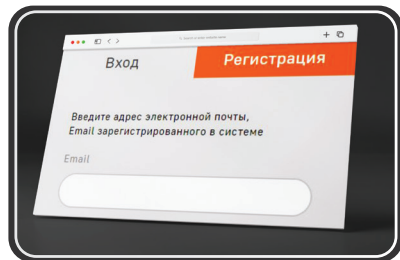 Вход
Регистрация
Введите адрес электронной почты,
Email зарегистрированного в системе
Email